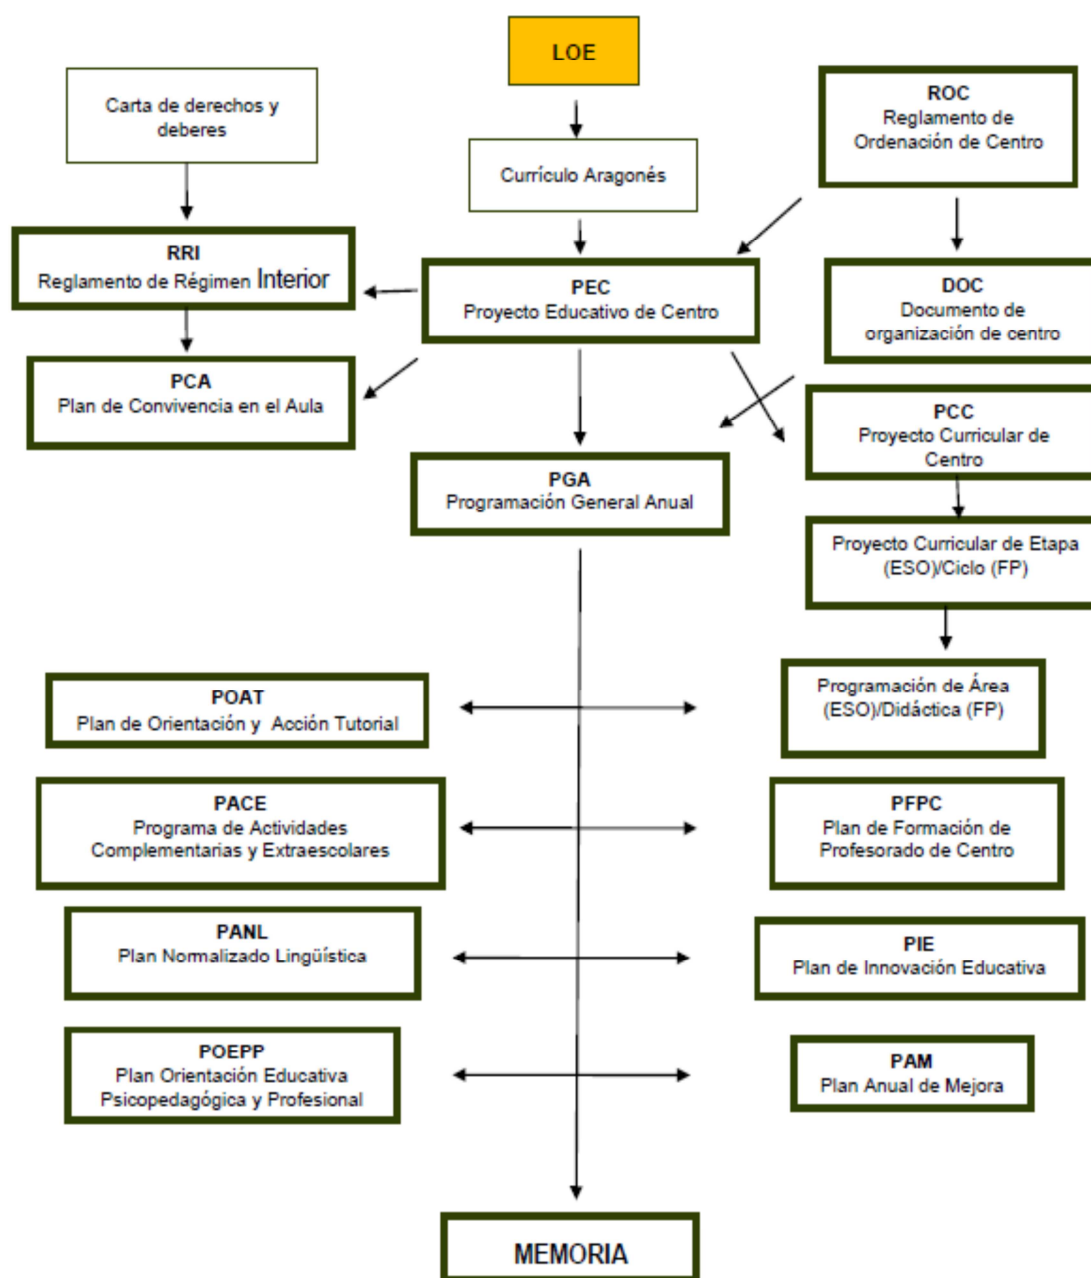 LOE
Carta de derechos y
deberes
ROC
Reglamento de
Ordenación de Centro
Currículo Aragonés
RRI
Reglamento de Régimen Interior
PEC
Proyecto Educativo de Centro
DOC
Documento de
organización de centro
PCA
Plan de Convivencia en el Aula
PCC
Proyecto Curricular de
Centro
PGA
Programación General Anual
Proyecto Curricular de Etapa
(ESO)/Ciclo (FP)
POAT
Plan de Orientación y Acción Tutorial
Programación de Área
(ESO)/Didáctica (FP)
PACE
Programa de Actividades
Complementarias y Extraescolares
PFPC
Plan de Formación de
Profesorado de Centro
PANL
Plan Normalizado Lingüística
PIE
Plan de Innovación Educativa
POEPP
Plan Orientación Educativa
Psicopedagógica y Profesional
PAM
Plan Anual de Mejora
MEMORIA